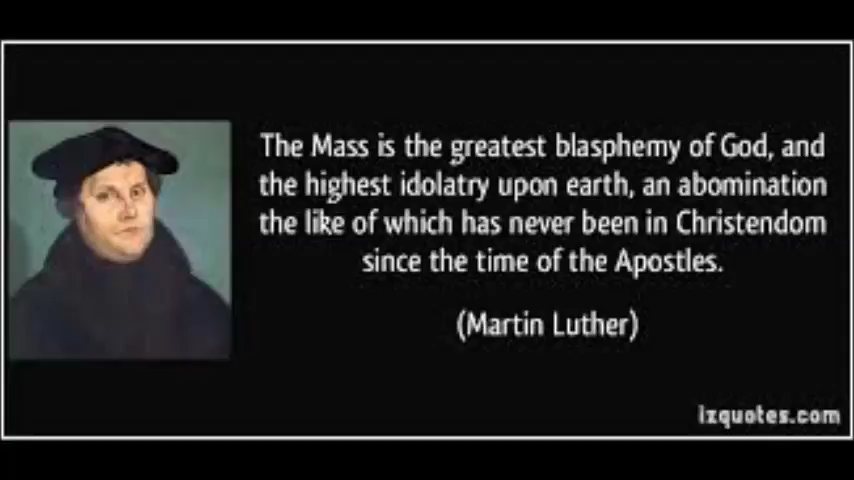 The Mass is the greatest blasphemy of God, and
the highest idolatry upon earth, an abomination
the like of which has never been in Christendom
since the time of the Apostles.
(Martin Luther)
izquotes.com